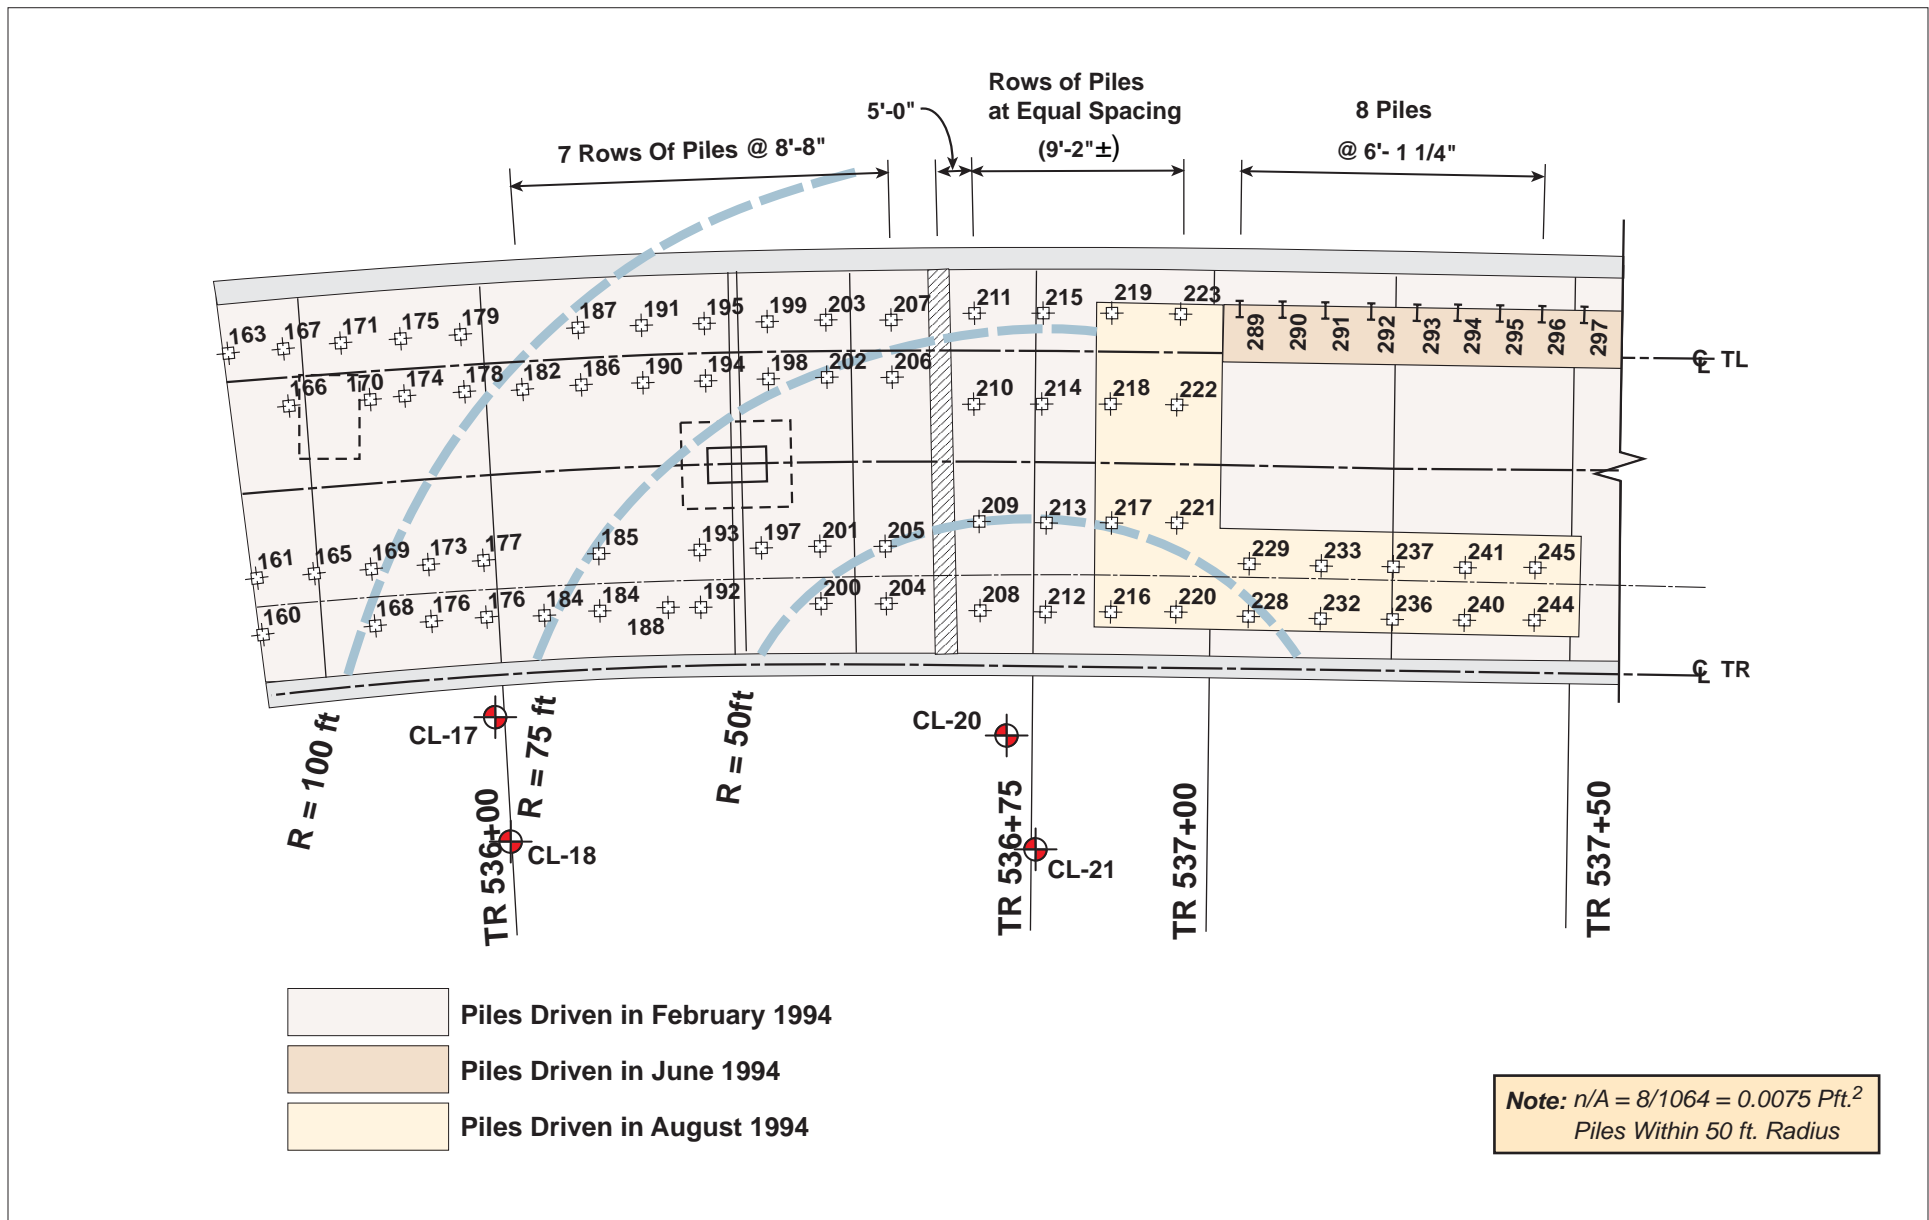 Rows of Piles
at Equal Spacing
(9'-2"±)
5'-0"
8 Piles
@ 6'- 1 1/4"
7 Rows Of Piles @ 8'-8"
163 167 171 175 179 187 191 195 199 203 207 211 215 219 223
289 290 291 292 293 294 295 296 297
℄ TL
166 170 174 178 182 186 190 194 198 202 206 210 214 218 222
161 165 169 173 177 185 193 197 201 205 209 213 217 221
229 233 237 241 245
160 168 176 176 184 184 188 192 200 204 208 212 216 220 228 232 236 240 244
℄ TR
R = 100 ft
CL-17
R = 75 ft
R = 50ft
CL-20
TR 536+00
CL-18
TR 536+75
CL-21
TR 537+00
TR 537+50
Piles Driven in February 1994
Piles Driven in June 1994
Piles Driven in August 1994
Note: n/A = 8/1064 = 0.0075 Pft.²
Piles Within 50 ft. Radius